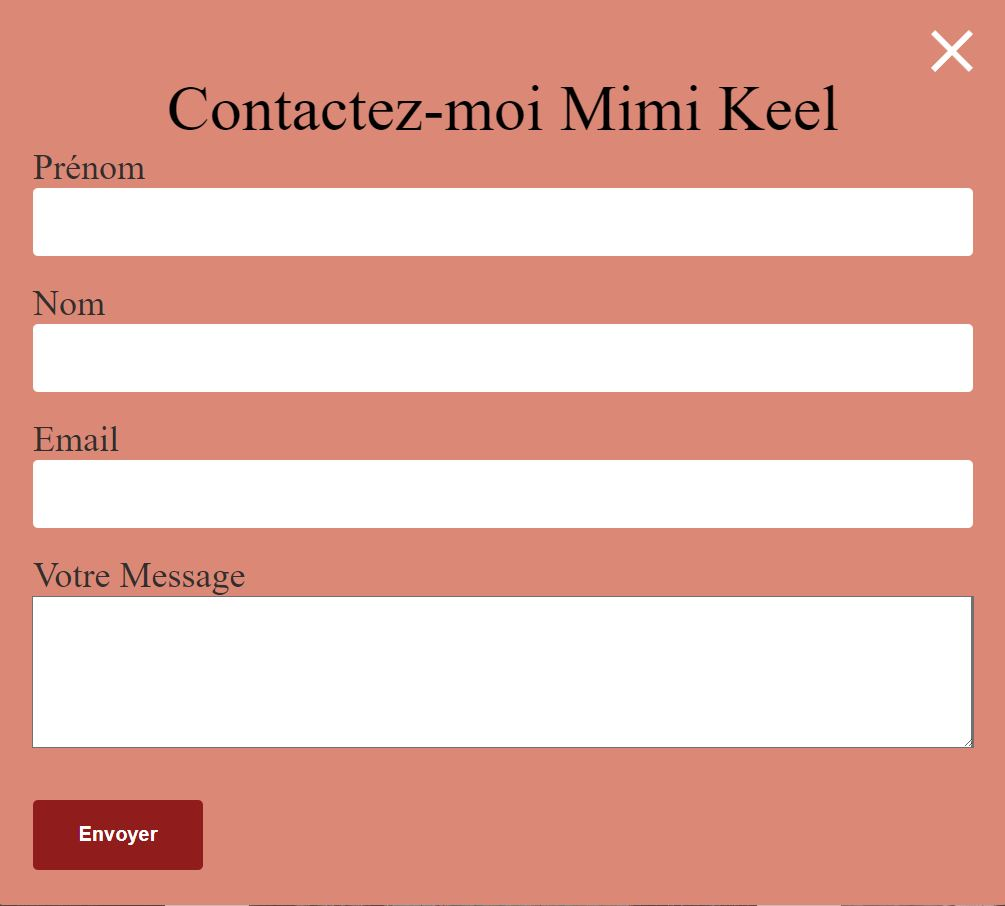 Contactez-moi Mimi Keel
Prénom
Nom
Email
Votre Message
Envoyer